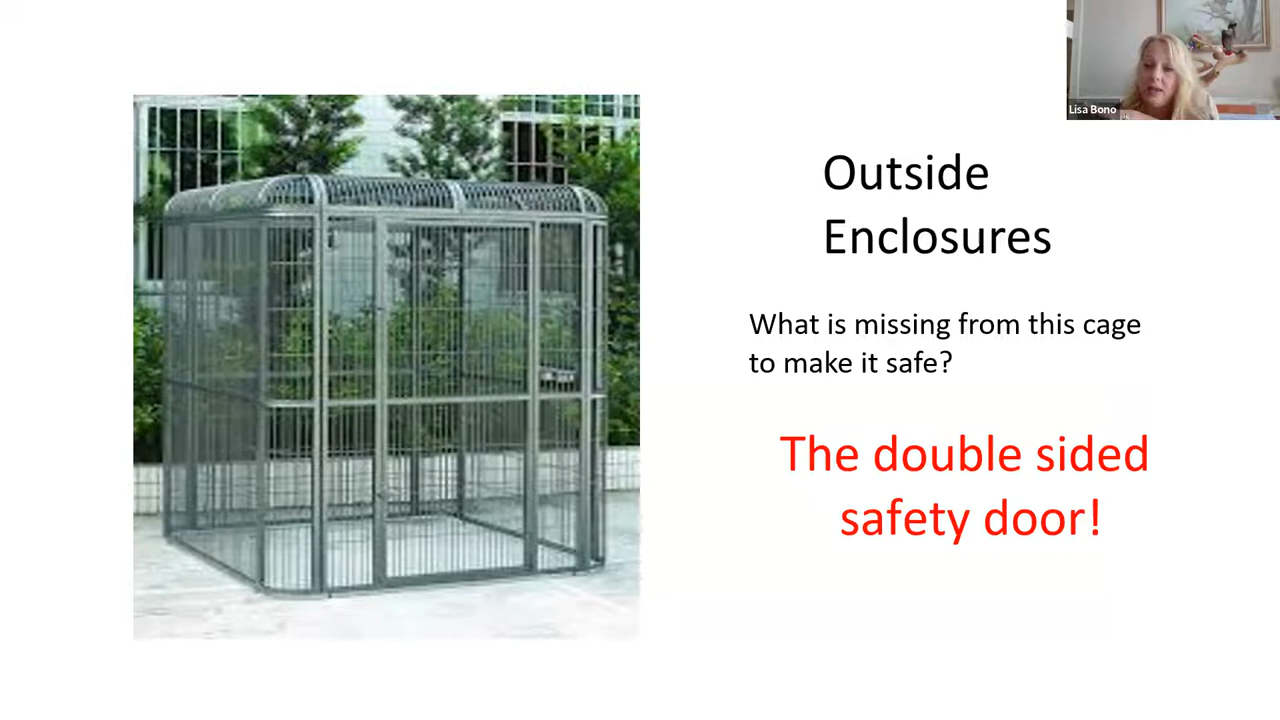 Lisa Bono
Outside
Enclosures
What is missing from this cage
to make it safe?
The double sided
safety door!